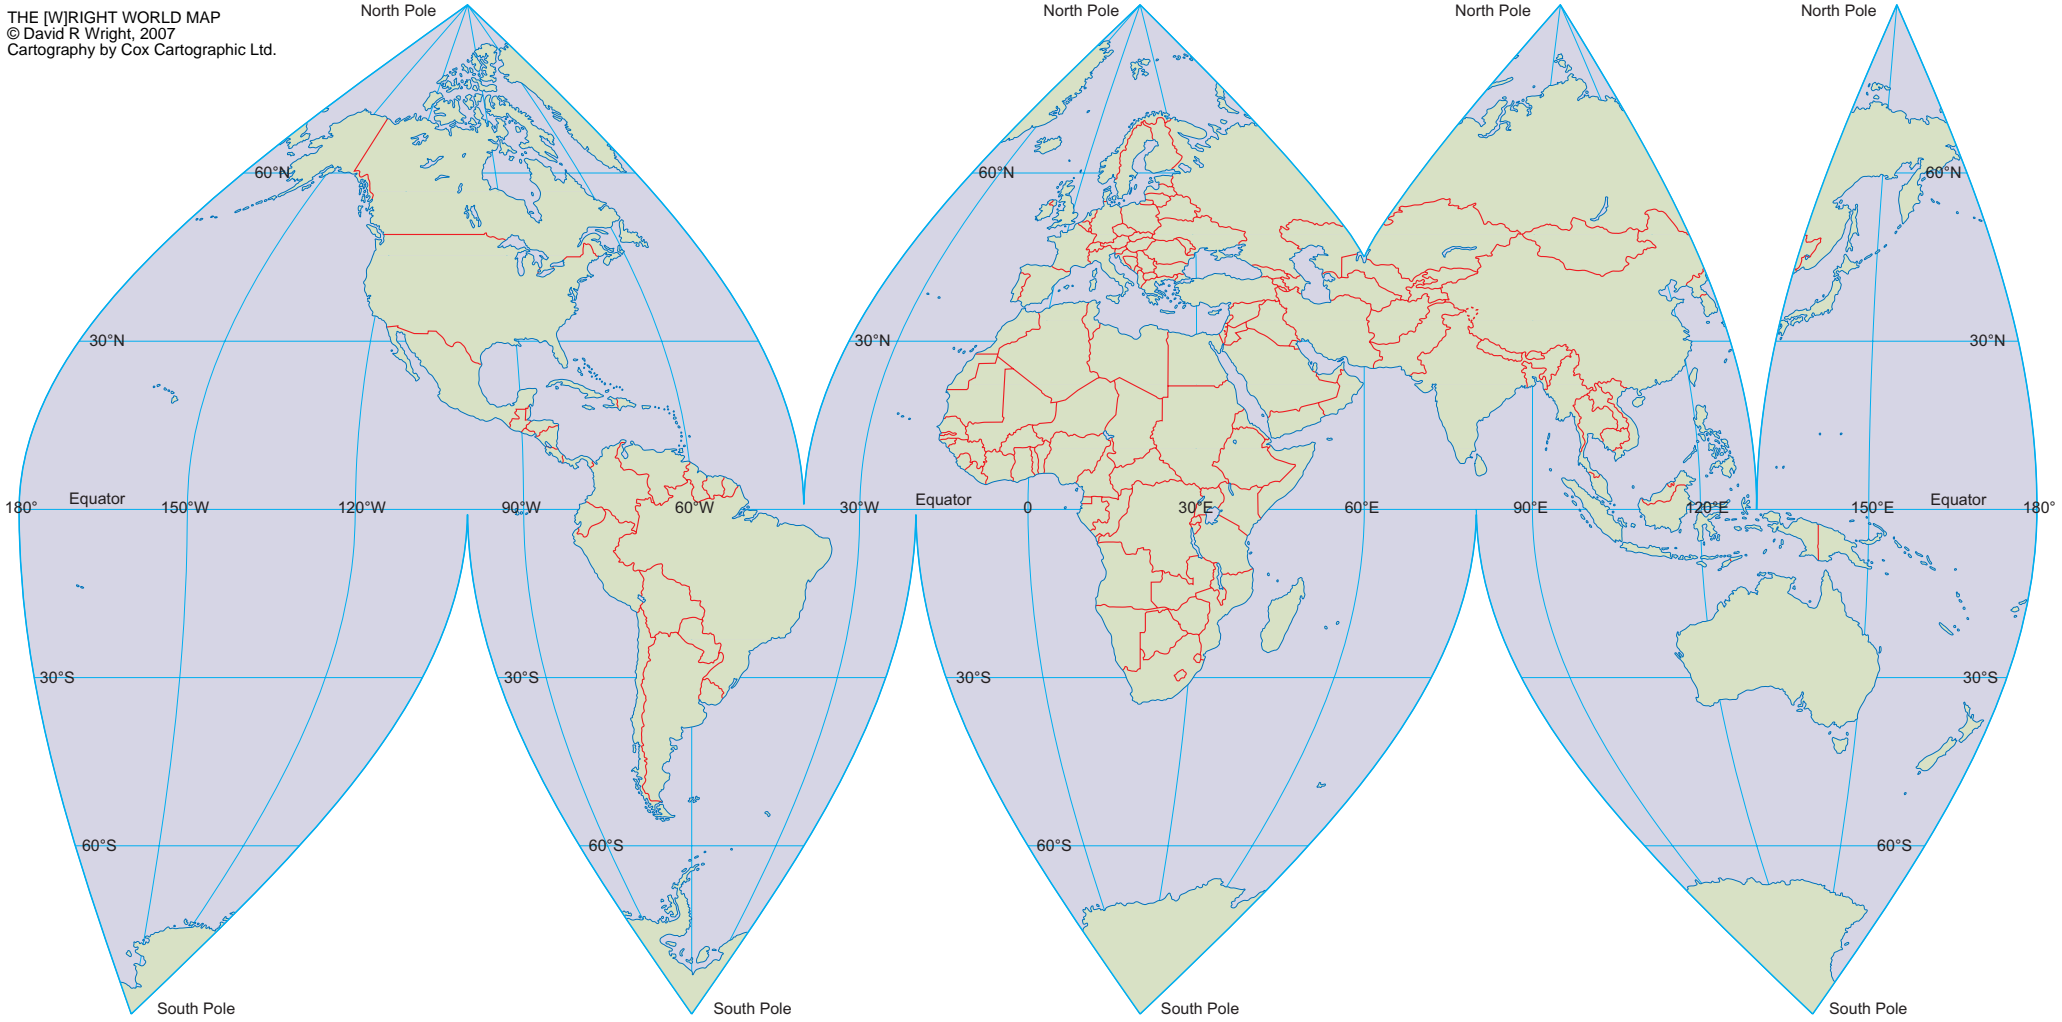 THE [W]RIGHT WORLD MAP
© David R Wright, 2007
Cartography by Cox Cartographic Ltd.
North Pole
North Pole
North Pole
North Pole
60°N
60°N
60°N
30°N
30°N
30°N
Equator
Equator
Equator
180°
150°W
120°W
90°W
60°W
30°W
0
30°E
60°E
90°E
120°E
150°E
180°
30°S
30°S
30°S
30°S
60°S
60°S
60°S
60°S
South Pole
South Pole
South Pole
South Pole